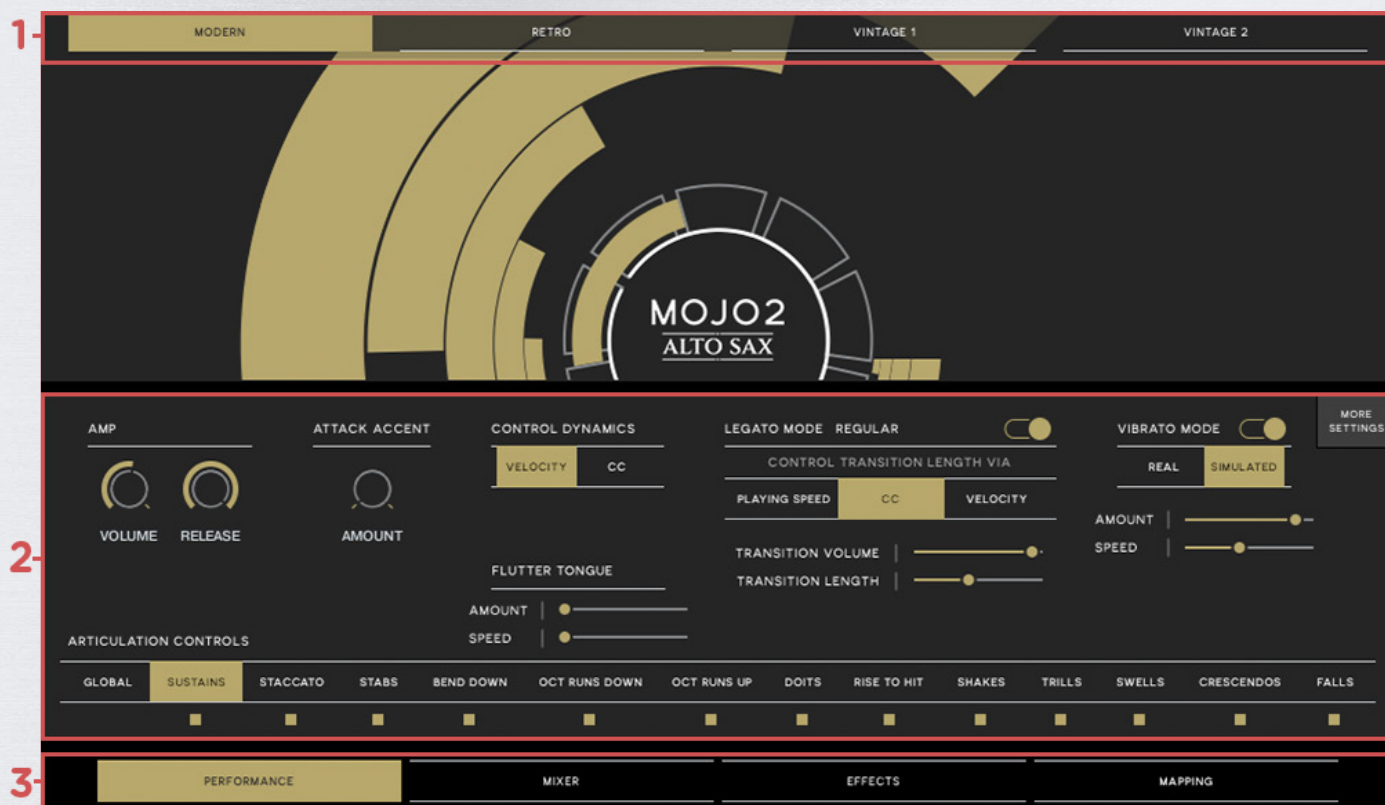 1
MODERN RETRO VINTAGE 1 VINTAGE 2
MOJO2
ALTO SAX
2
AMP
VOLUME RELEASE
ATTACK ACCENT
AMOUNT
CONTROL DYNAMICS
VELOCITY CC
FLUTTER TONGUE
AMOUNT
SPEED
LEGATO MODE REGULAR
CONTROL TRANSITION LENGTH VIA
PLAYING SPEED CC VELOCITY
TRANSITION VOLUME
TRANSITION LENGTH
VIBRATO MODE
REAL SIMULATED
AMOUNT
SPEED
MORE
SETTINGS
ARTICULATION CONTROLS
GLOBAL SUSTAINS STACCATO STABS BEND DOWN OCT RUNS DOWN OCT RUNS UP DOITS RISE TO HIT SHAKES TRILLS SWELLS CRESCENDOS FALLS
3
PERFORMANCE MIXER EFFECTS MAPPING